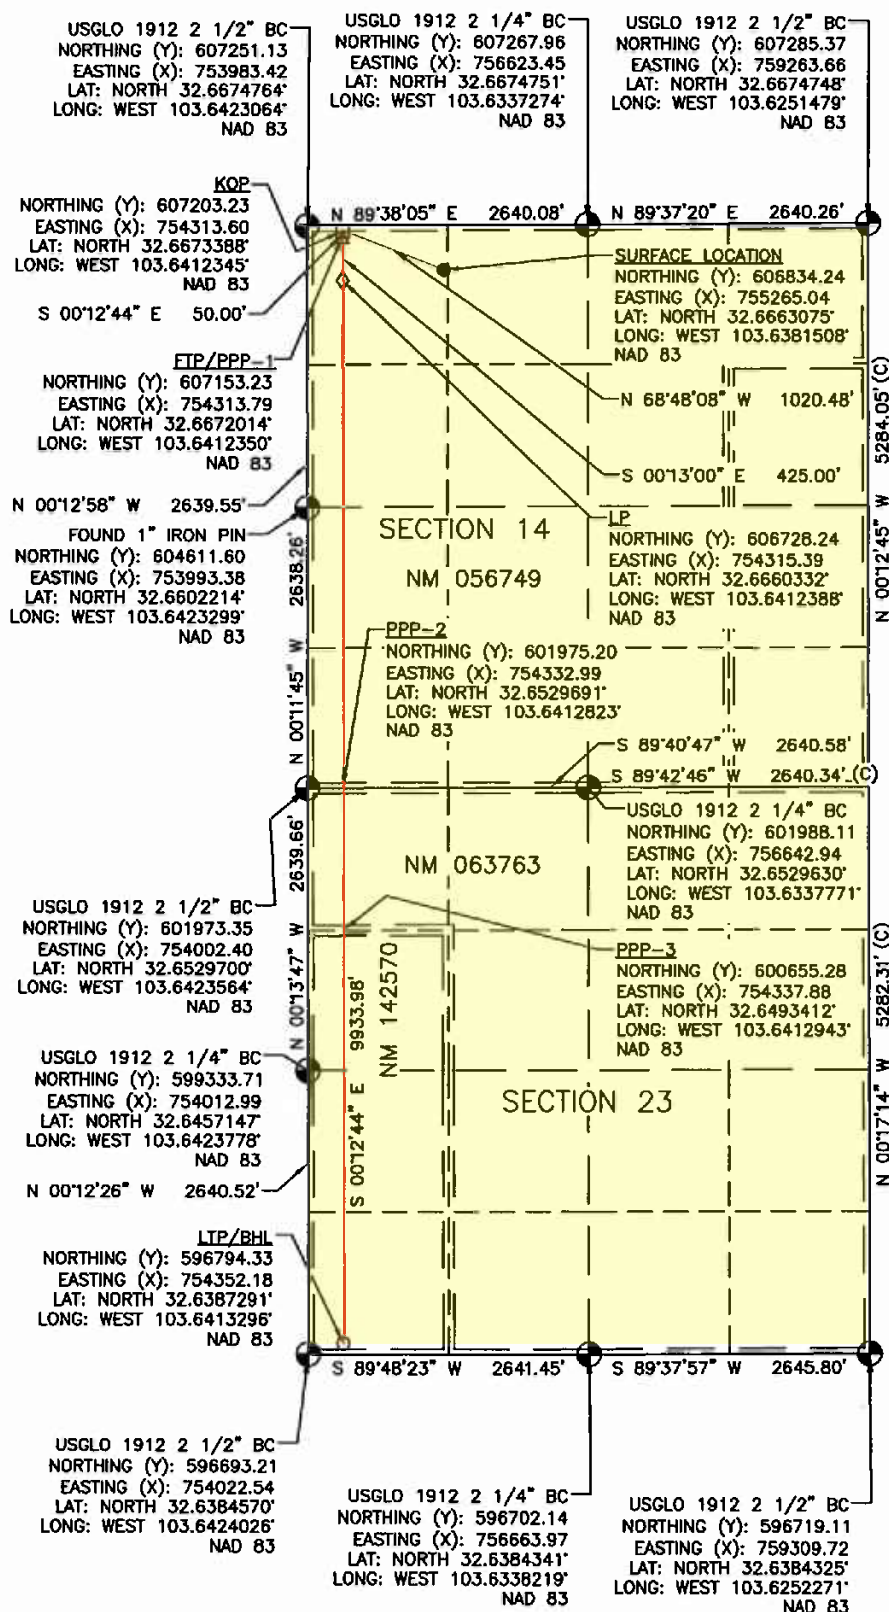 USGLO 1912 2 1/2" BC
NORTHING (Y): 607251.13
EASTING (X): 753983.42
LAT: NORTH 32.6674764°
LONG: WEST 103.6423064°
NAD 83
USGLO 1912 2 1/4" BC
NORTHING (Y): 607267.96
EASTING (X): 756623.45
LAT: NORTH 32.6674751°
LONG: WEST 103.6337274°
NAD 83
USGLO 1912 2 1/2" BC
NORTHING (Y): 607285.37
EASTING (X): 759263.66
LAT: NORTH 32.6674748°
LONG: WEST 103.6251479°
NAD 83
KOP
NORTHING (Y): 607203.23
EASTING (X): 754313.60
LAT: NORTH 32.6673388°
LONG: WEST 103.6412345°
NAD 83
S 00°12'44" E 50.00'
N 89°38'05" E 2640.08'
N 89°37'20" E 2640.26'
SURFACE LOCATION
NORTHING (Y): 606834.24
EASTING (X): 755265.04
LAT: NORTH 32.6663075°
LONG: WEST 103.6381508°
NAD 83
FTP/PPP-1
NORTHING (Y): 607153.23
EASTING (X): 754313.79
LAT: NORTH 32.6672014°
LONG: WEST 103.6412350°
NAD 83
N 68°48'08" W 1020.48'
S 00°13'00" E 425.00'
N 00°12'45" W 5284.05' (C)
N 00°12'58" W 2639.55'
FOUND 1" IRON PIN
NORTHING (Y): 604611.60
EASTING (X): 753993.38
LAT: NORTH 32.6602214°
LONG: WEST 103.6423299°
NAD 83
SECTION 14
NM 056749
LP
NORTHING (Y): 606728.24
EASTING (X): 754315.39
LAT: NORTH 32.6660332°
LONG: WEST 103.6412388°
NAD 83
N 00°11'45" W 2638.26'
PPP-2
NORTHING (Y): 601975.20
EASTING (X): 754332.99
LAT: NORTH 32.6529691°
LONG: WEST 103.6412823°
NAD 83
S 89°40'47" W 2640.58'
S 89°42'46" W 2640.34' (C)
USGLO 1912 2 1/4" BC
NORTHING (Y): 601988.11
EASTING (X): 756642.94
LAT: NORTH 32.6529630°
LONG: WEST 103.6337771°
NAD 83
NM 063763
N 00°13'47" W 2639.66'
USGLO 1912 2 1/2" BC
NORTHING (Y): 601973.35
EASTING (X): 754002.40
LAT: NORTH 32.6529700°
LONG: WEST 103.6423564°
NAD 83
PPP-3
NORTHING (Y): 600655.28
EASTING (X): 754337.88
LAT: NORTH 32.6493412°
LONG: WEST 103.6412943°
NAD 83
NM 142570
S 00°12'44" E 9933.98'
N 00°17'14" W 5282.31' (C)
USGLO 1912 2 1/4" BC
NORTHING (Y): 599333.71
EASTING (X): 754012.99
LAT: NORTH 32.6457147°
LONG: WEST 103.6423778°
NAD 83
SECTION 23
N 00°12'26" W 2640.52'
LTP/BHL
NORTHING (Y): 596794.33
EASTING (X): 754352.18
LAT: NORTH 32.6387291°
LONG: WEST 103.6413296°
NAD 83
S 89°48'23" W 2641.45'
S 89°37'57" W 2645.80'
USGLO 1912 2 1/2" BC
NORTHING (Y): 596693.21
EASTING (X): 754022.54
LAT: NORTH 32.6384570°
LONG: WEST 103.6424026°
NAD 83
USGLO 1912 2 1/4" BC
NORTHING (Y): 596702.14
EASTING (X): 756663.97
LAT: NORTH 32.6384341°
LONG: WEST 103.6338219°
NAD 83
USGLO 1912 2 1/2" BC
NORTHING (Y): 596719.11
EASTING (X): 759309.72
LAT: NORTH 32.6384325°
LONG: WEST 103.6252271°
NAD 83